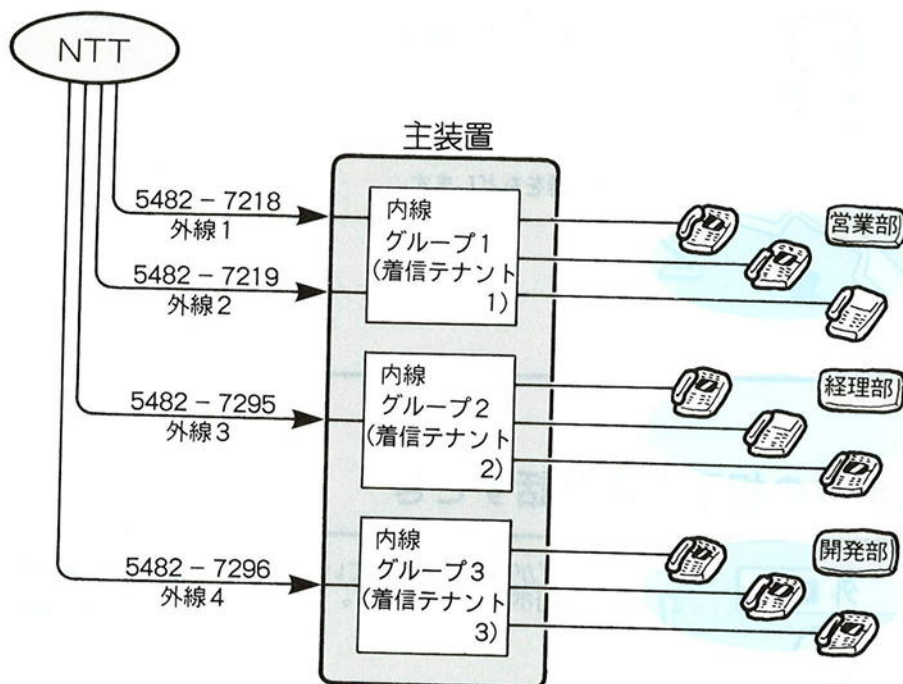 NTT
主装置
5482-7218
外線1
5482-7219
外線2
内線
グループ1
(着信テナント
1)
営業部
5482-7295
外線3
内線
グループ2
(着信テナント
2)
経理部
5482-7296
外線4
内線
グループ3
(着信テナント
3)
開発部